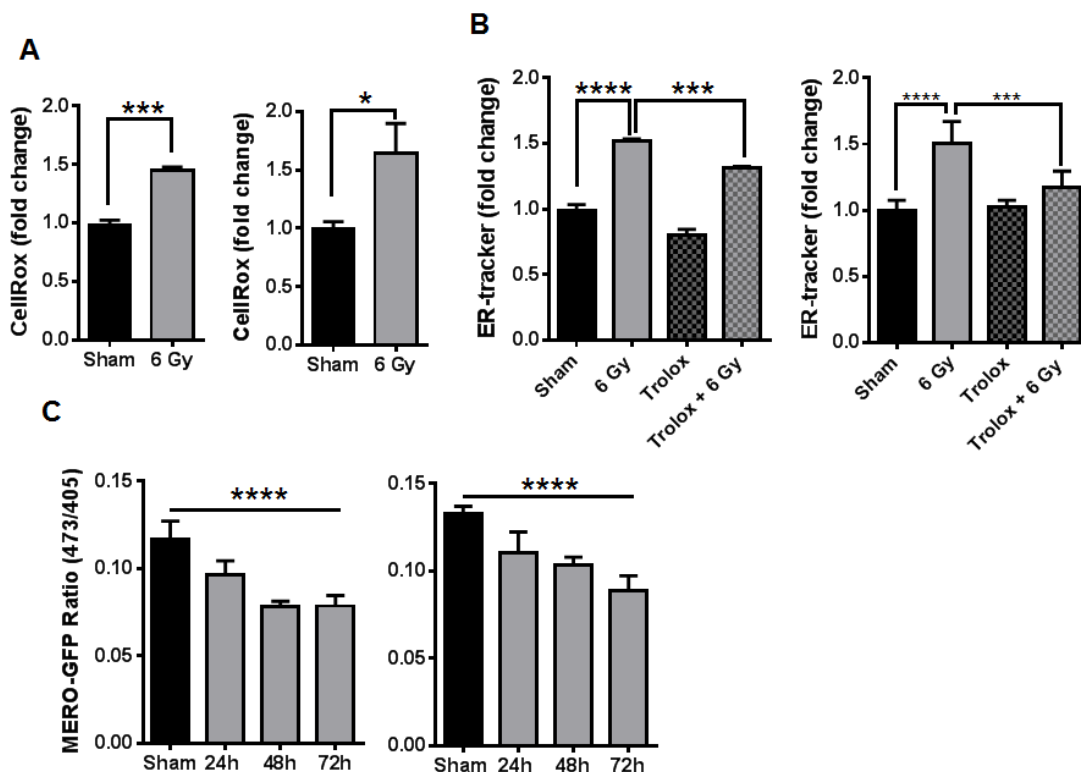 A
CellRox (fold change)
2.0
1.5
1.0
0.5
0.0
***
Sham 6 Gy
CellRox (fold change)
2.0
1.5
1.0
0.5
0.0
*
Sham 6 Gy
B
ER-tracker (fold change)
2.0
1.5
1.0
0.5
0.0
**** ***
Sham
6 Gy
Trolox
Trolox + 6 Gy
ER-tracker (fold change)
2.0
1.5
1.0
0.5
0.0
**** ***
Sham
6 Gy
Trolox
Trolox + 6 Gy
C
MERO-GFP Ratio (473/405)
0.15
0.10
0.05
0.00
****
Sham 24h 48h 72h
0.15
0.10
0.05
0.00
****
Sham 24h 48h 72h